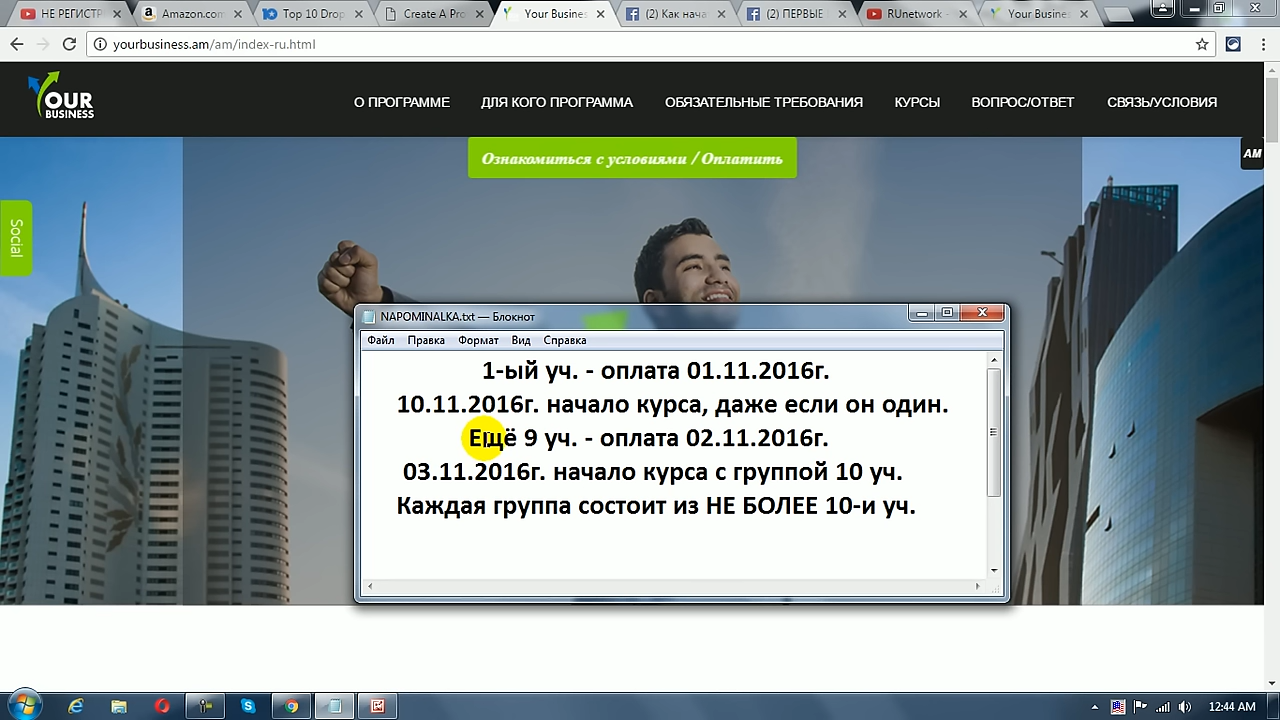 НЕ РЕГИСТР
Amazon.com
Top 10 Drop
Create A Pro
Your Busines
(2) Как нача
(2) ПЕРВЫЕ
RUnetwork -
Your Busines
yourbusiness.am/am/index-ru.html
YOUR
BUSINESS
О ПРОГРАММЕ
ДЛЯ КОГО ПРОГРАММА
ОБЯЗАТЕЛЬНЫЕ ТРЕБОВАНИЯ
КУРСЫ
ВОПРОС/ОТВЕТ
СВЯЗЬ/УСЛОВИЯ
Ознакомиться с условиями / Оплатить
AM
Social
NAPOMINALKA.txt — Блокнот
Файл Правка Формат Вид Справка
1-ый уч. - оплата 01.11.2016г.
10.11.2016г. начало курса, даже если он один.
Ещё 9 уч. - оплата 02.11.2016г.
03.11.2016г. начало курса с группой 10 уч.
Каждая группа состоит из НЕ БОЛЕЕ 10-и уч.
12:44 AM